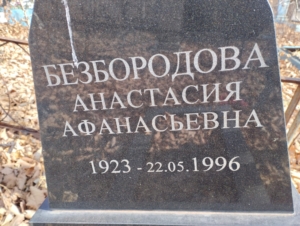 БЕЗБОРОДОВА
АНАСТАСИЯ
АФАНАСЬЕВНА
1923 - 22.05.1996